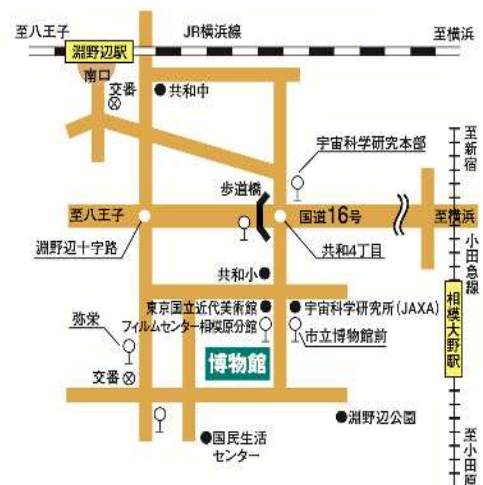 至八王子
JR横浜線
至横浜
淵野辺駅
南口
交番
共和中
至新宿
宇宙科学研究本部
歩道橋
至八王子
国道16号
至横浜
淵野辺十字路
共和4丁目
小田急線
共和小
東京国立近代美術館
フィルムセンター相模原分館
宇宙科学研究所(JAXA)
市立博物館前
相模大野駅
弥栄
博物館
交番
淵野辺公園
国民生活
センター
至小田原